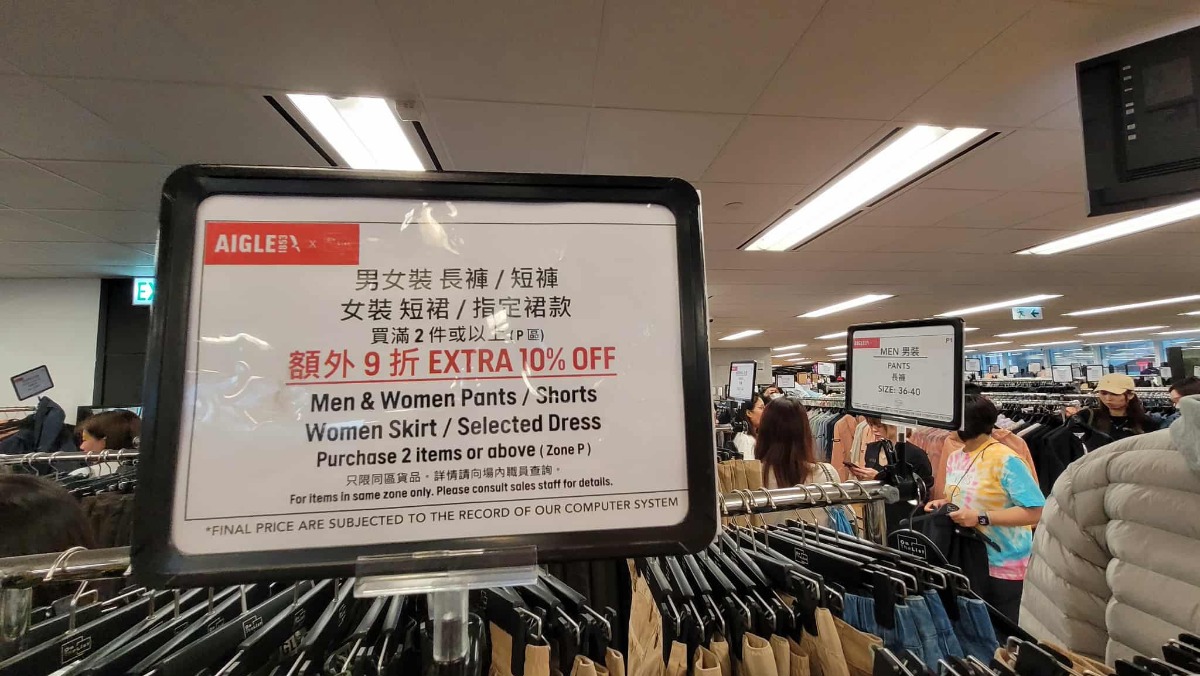 AIGLE 1853 x
男女裝 長褲 / 短褲
女裝 短裙 / 指定裙款
買滿 2 件或以上 (P 區)
額外 9 折 EXTRA 10% OFF
Men & Women Pants / Shorts
Women Skirt / Selected Dress
Purchase 2 items or above ( Zone P )
只限同區貨品。詳情請向場內職員查詢。
For items in same zone only. Please consult sales staff for details.
*FINAL PRICE ARE SUBJECTED TO THE RECORD OF OUR COMPUTER SYSTEM
P1
MEN 男裝
PANTS
長褲
SIZE: 36-40
On
TheList